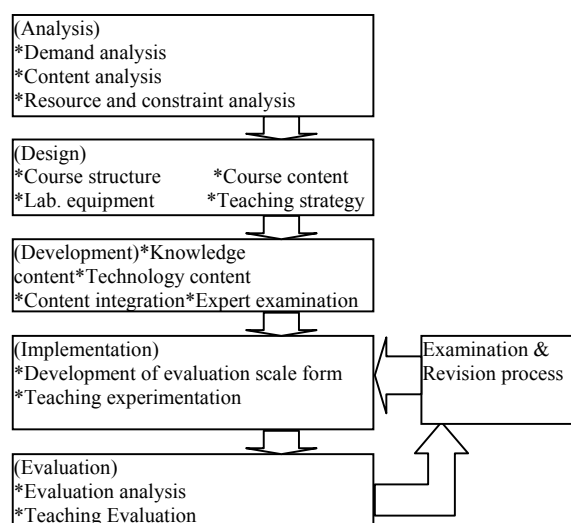 (Analysis)
*Demand analysis
*Content analysis
*Resource and constraint analysis
(Design)
*Course structure *Course content
*Lab. equipment *Teaching strategy
(Development)*Knowledge
content*Technology content
*Content integration*Expert examination
(Implementation)
*Development of evaluation scale form
*Teaching experimentation
Examination &
Revision process
(Evaluation)
*Evaluation analysis
*Teaching Evaluation